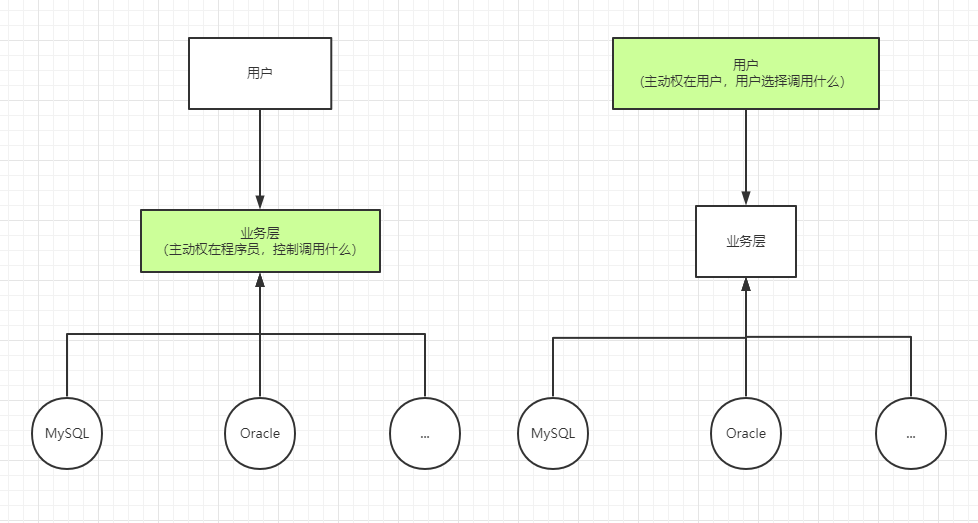 用户
业务层
（主动权在程序员，控制调用什么）
MySQL
Oracle
...
用户
（主动权在用户，用户选择调用什么）
业务层
MySQL
Oracle
...